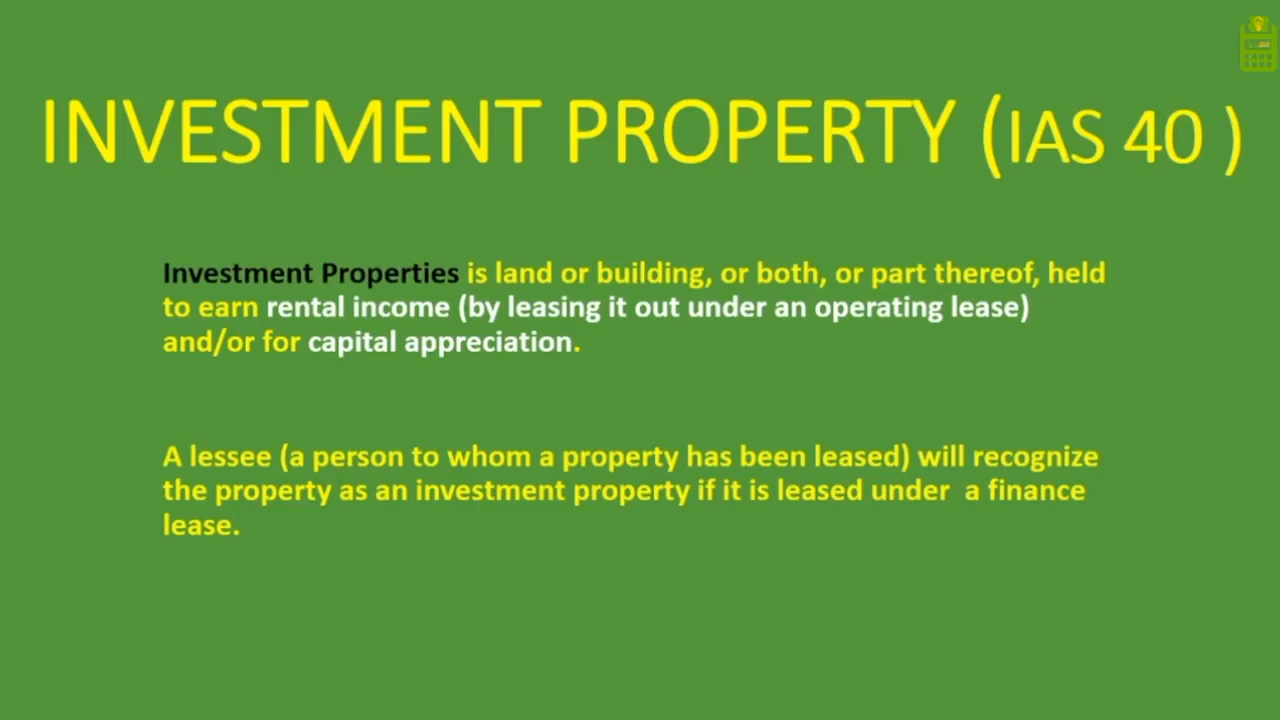 INVESTMENT PROPERTY (IAS 40 )
Investment Properties is land or building, or both, or part thereof, held
to earn rental income (by leasing it out under an operating lease)
and/or for capital appreciation.
A lessee (a person to whom a property has been leased) will recognize
the property as an investment property if it is leased under  a finance
lease.